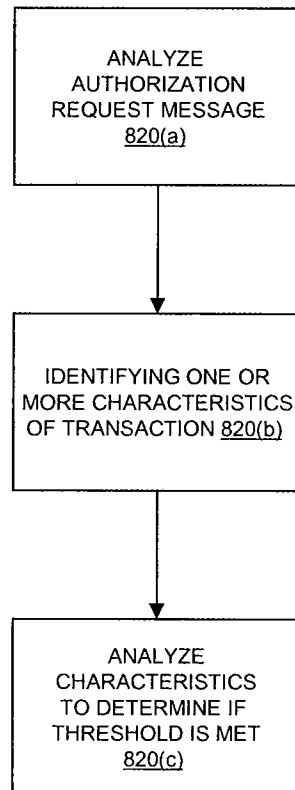 ANALYZE
AUTHORIZATION
REQUEST MESSAGE
820(a)
IDENTIFYING ONE OR
MORE CHARACTERISTICS
OF TRANSACTION 820(b)
ANALYZE
CHARACTERISTICS
TO DETERMINE IF
THRESHOLD IS MET
820(c)